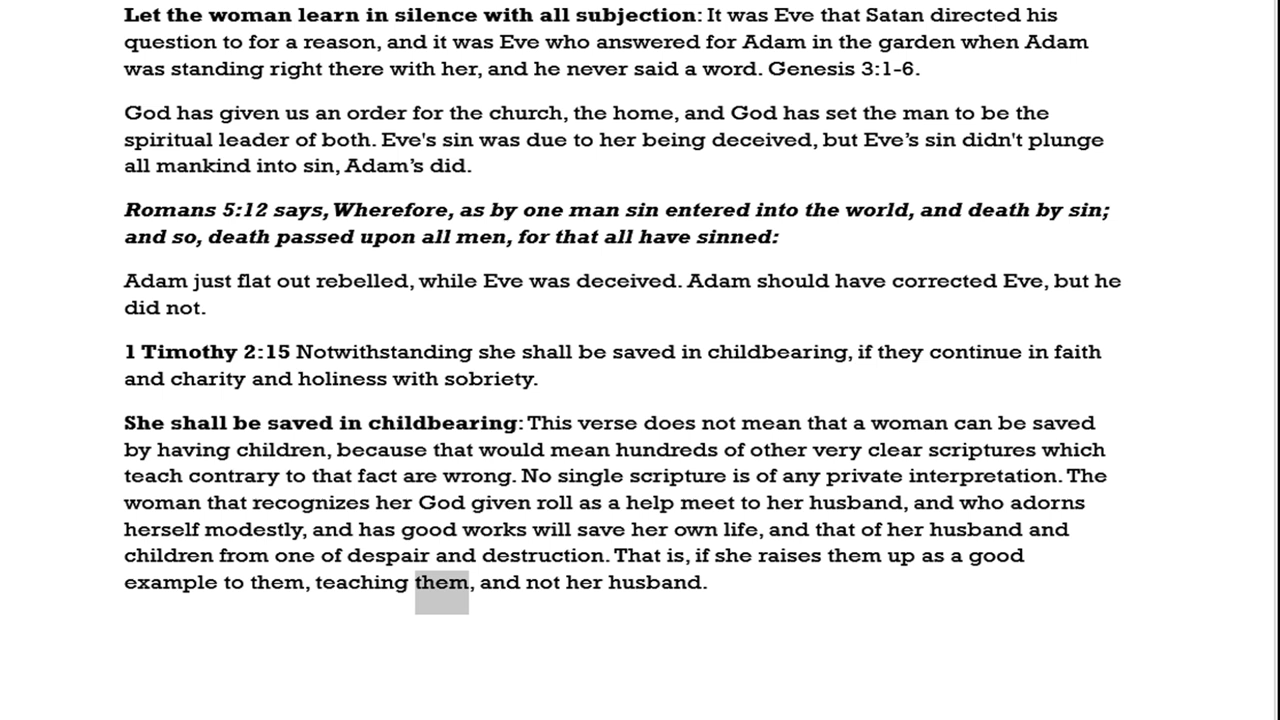 Let the woman learn in silence with all subjection: It was Eve that Satan directed his
question to for a reason, and it was Eve who answered for Adam in the garden when Adam
was standing right there with her, and he never said a word. Genesis 3:1-6.
God has given us an order for the church, the home, and God has set the man to be the
spiritual leader of both. Eve's sin was due to her being deceived, but Eve’s sin didn't plunge
all mankind into sin, Adam’s did.
Romans 5:12 says, Wherefore, as by one man sin entered into the world, and death by sin;
and so, death passed upon all men, for that all have sinned:
Adam just flat out rebelled, while Eve was deceived. Adam should have corrected Eve, but he
did not.
1 Timothy 2:15 Notwithstanding she shall be saved in childbearing, if they continue in faith
and charity and holiness with sobriety.
She shall be saved in childbearing: This verse does not mean that a woman can be saved
by having children, because that would mean hundreds of other very clear scriptures which
teach contrary to that fact are wrong. No single scripture is of any private interpretation. The
woman that recognizes her God given roll as a help meet to her husband, and who adorns
herself modestly, and has good works will save her own life, and that of her husband and
children from one of despair and destruction. That is, if she raises them up as a good
example to them, teaching them, and not her husband.